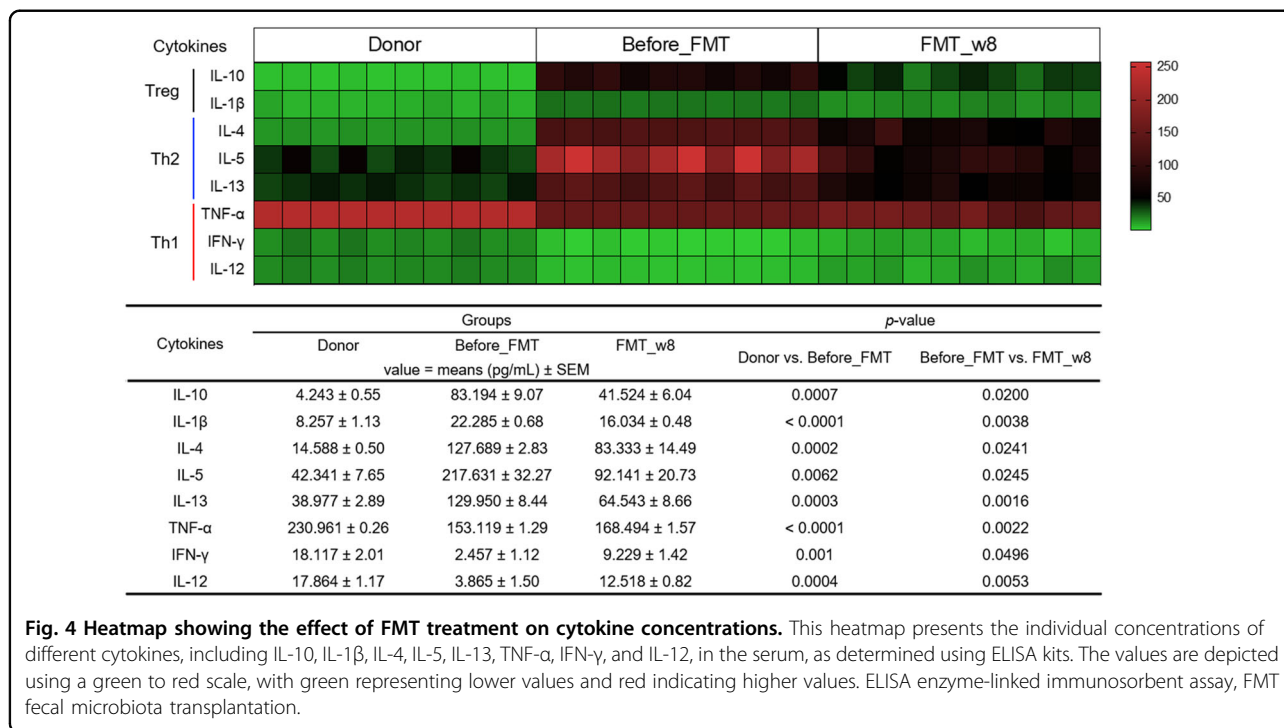 Cytokines Donor Before_FMT FMT_w8
Treg
IL-10
IL-1β
Th2
IL-4
IL-5
IL-13
Th1
TNF-α
IFN-γ
IL-12
250
200
150
100
50
Cytokines Groups p-value
Donor Before_FMT FMT_w8 Donor vs. Before_FMT Before_FMT vs. FMT_w8
value = means (pg/mL) ± SEM
IL-10 4.243 ± 0.55 83.194 ± 9.07 41.524 ± 6.04 0.0007 0.0200
IL-1β 8.257 ± 1.13 22.285 ± 0.68 16.034 ± 0.48 < 0.0001 0.0038
IL-4 14.588 ± 0.50 127.689 ± 2.83 83.333 ± 14.49 0.0002 0.0241
IL-5 42.341 ± 7.65 217.631 ± 32.27 92.141 ± 20.73 0.0062 0.0245
IL-13 38.977 ± 2.89 129.950 ± 8.44 64.543 ± 8.66 0.0003 0.0016
TNF-α 230.961 ± 0.26 153.119 ± 1.29 168.494 ± 1.57 < 0.0001 0.0022
IFN-γ 18.117 ± 2.01 2.457 ± 1.12 9.229 ± 1.42 0.001 0.0496
IL-12 17.864 ± 1.17 3.865 ± 1.50 12.518 ± 0.82 0.0004 0.0053
Fig. 4 Heatmap showing the effect of FMT treatment on cytokine concentrations. This heatmap presents the individual concentrations of
different cytokines, including IL-10, IL-1β, IL-4, IL-5, IL-13, TNF-α, IFN-γ, and IL-12, in the serum, as determined using ELISA kits. The values are depicted
using a green to red scale, with green representing lower values and red indicating higher values. ELISA enzyme-linked immunosorbent assay, FMT
fecal microbiota transplantation.